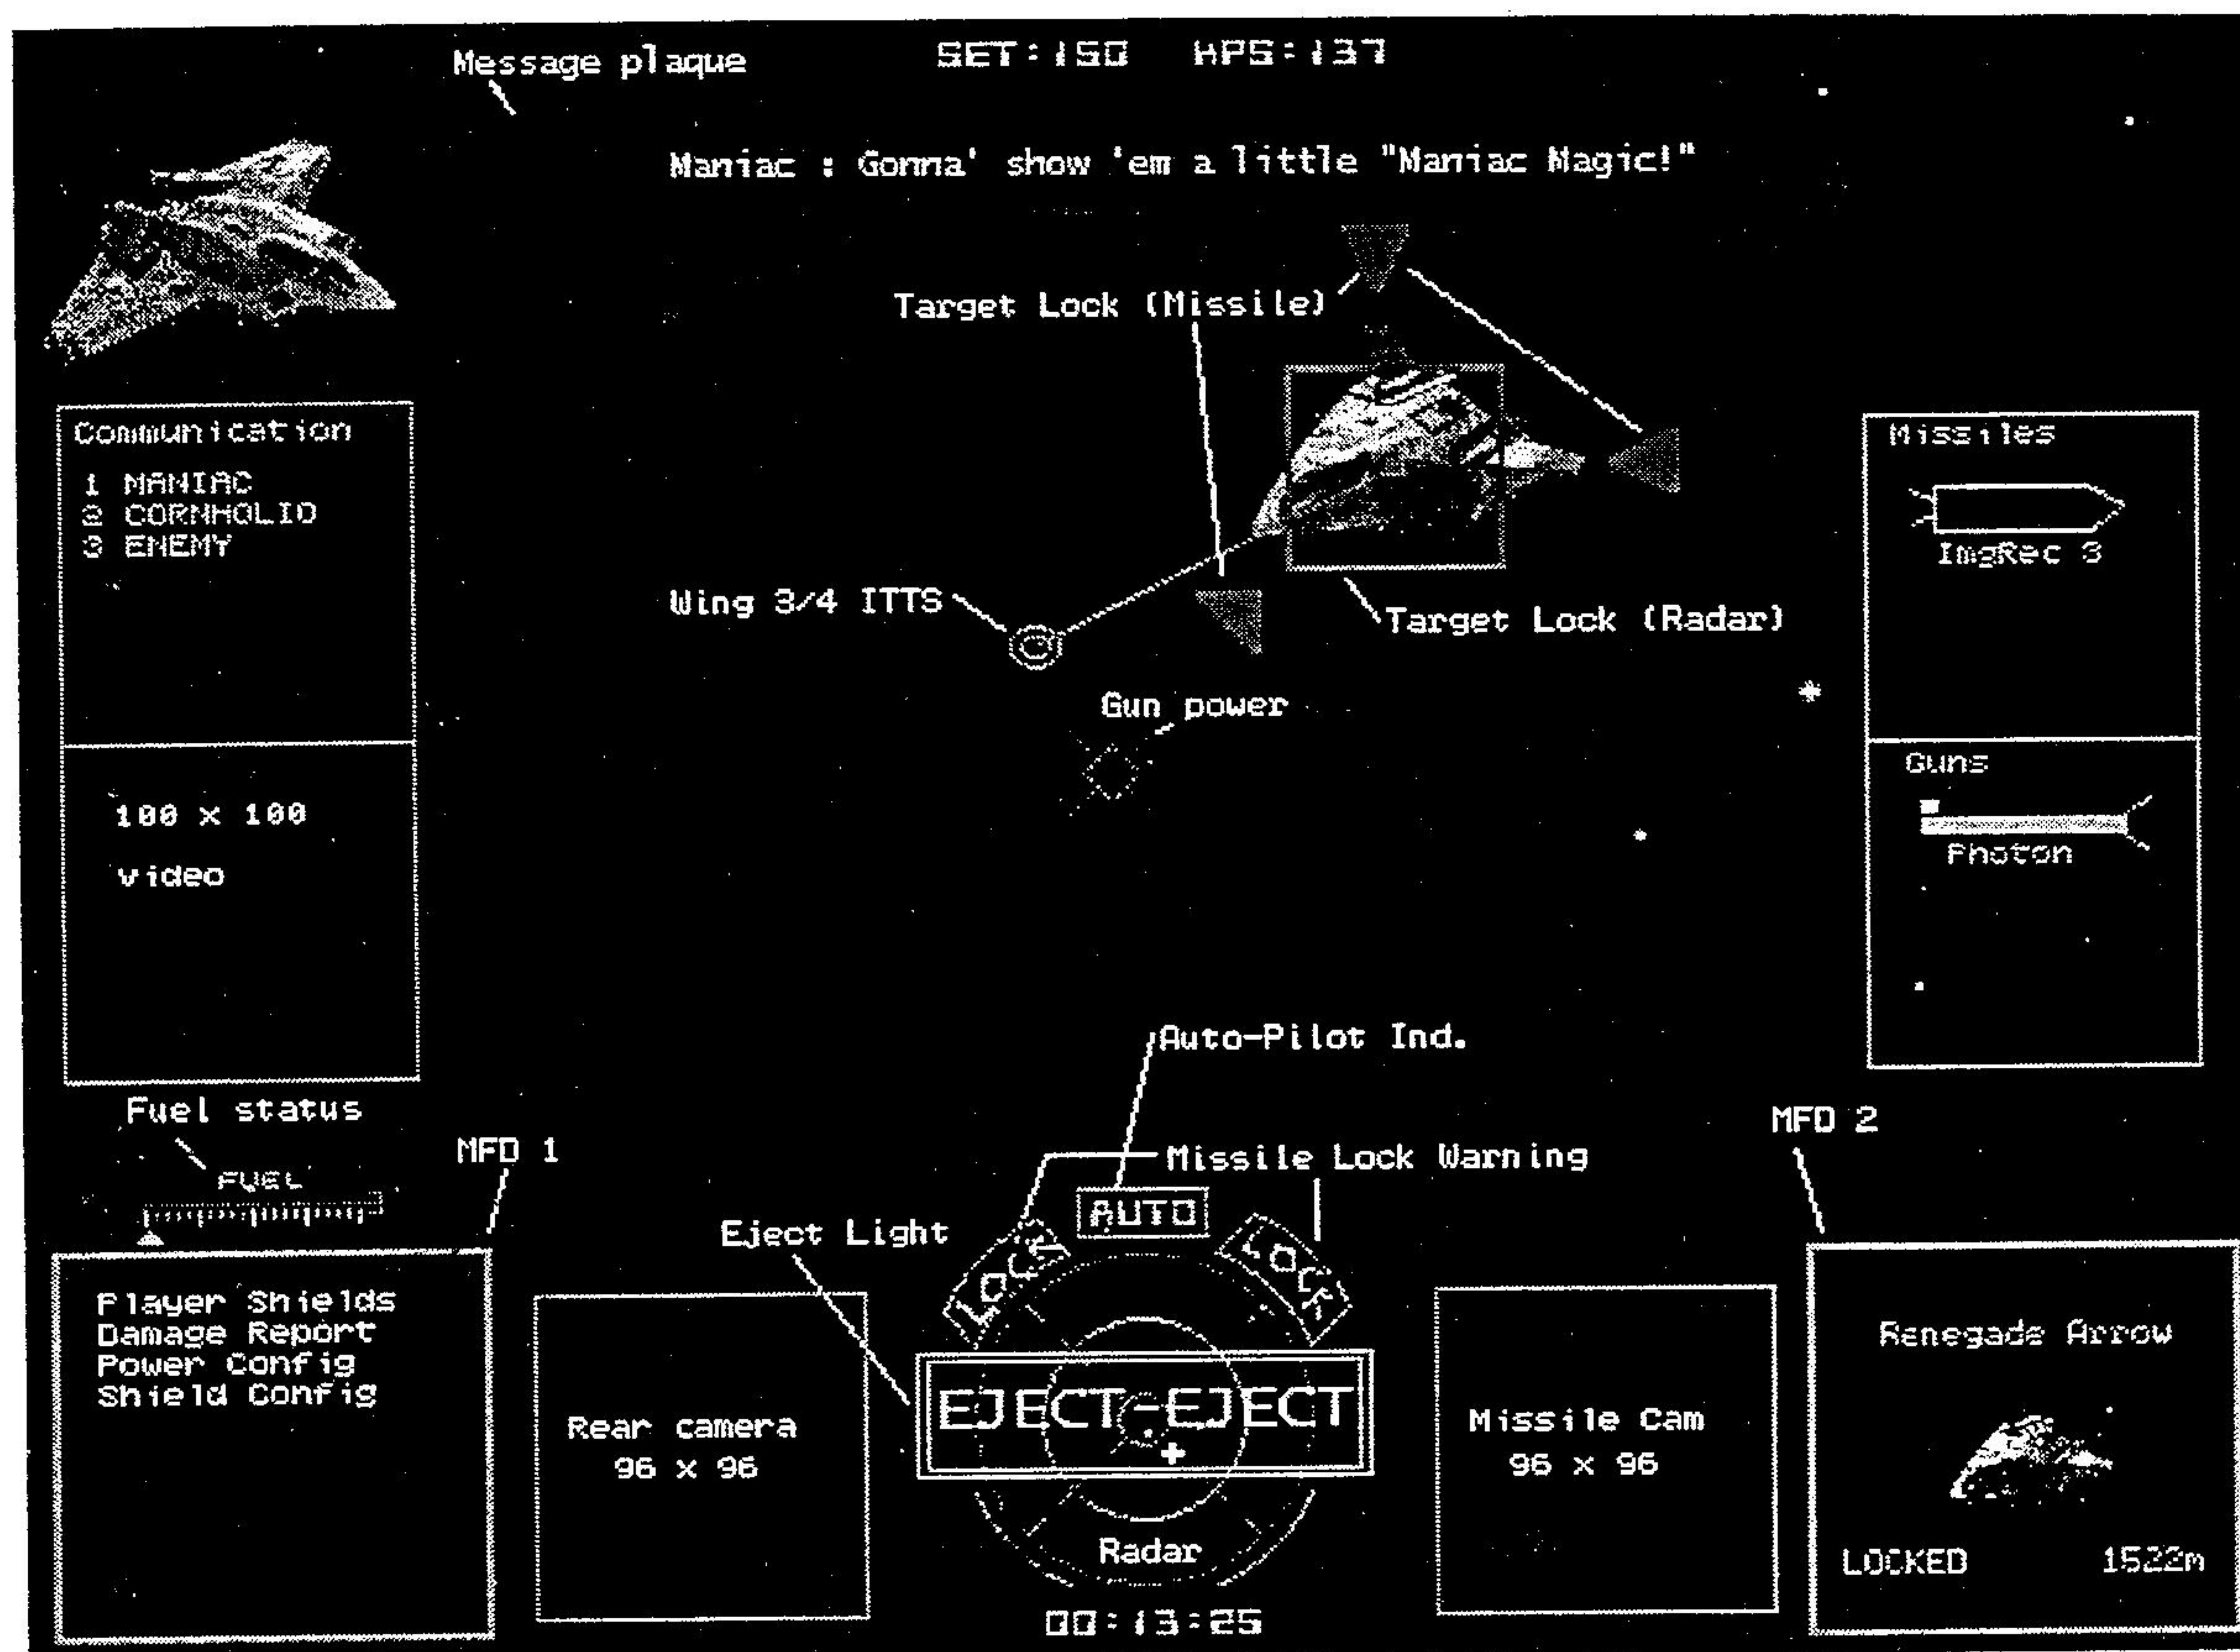 Message plaque
SET:150 KPS:137
Maniac : Gonna' show 'em a little "Maniac Magic!"
Target Lock (Missile)
Communication
1 MANIAC
2 CORNHOLIO
3 ENEMY
Missiles
ImgRec 3
Wing 3/4 ITTS
Target Lock (Radar)
Gun power
100 x 100
video
Guns
Photon
Auto-Pilot Ind.
Fuel status
MFD 1
Missile Lock Warning
MFD 2
FUEL
AUTO
LOCK
LOCK
Eject Light
Player Shields
Damage Report
Power Config
Shield Config
Rear camera
96 x 96
EJECT-EJECT
Missile Cam
96 x 96
Renegade Arrow
Radar
LOCKED 1522m
00:13:25